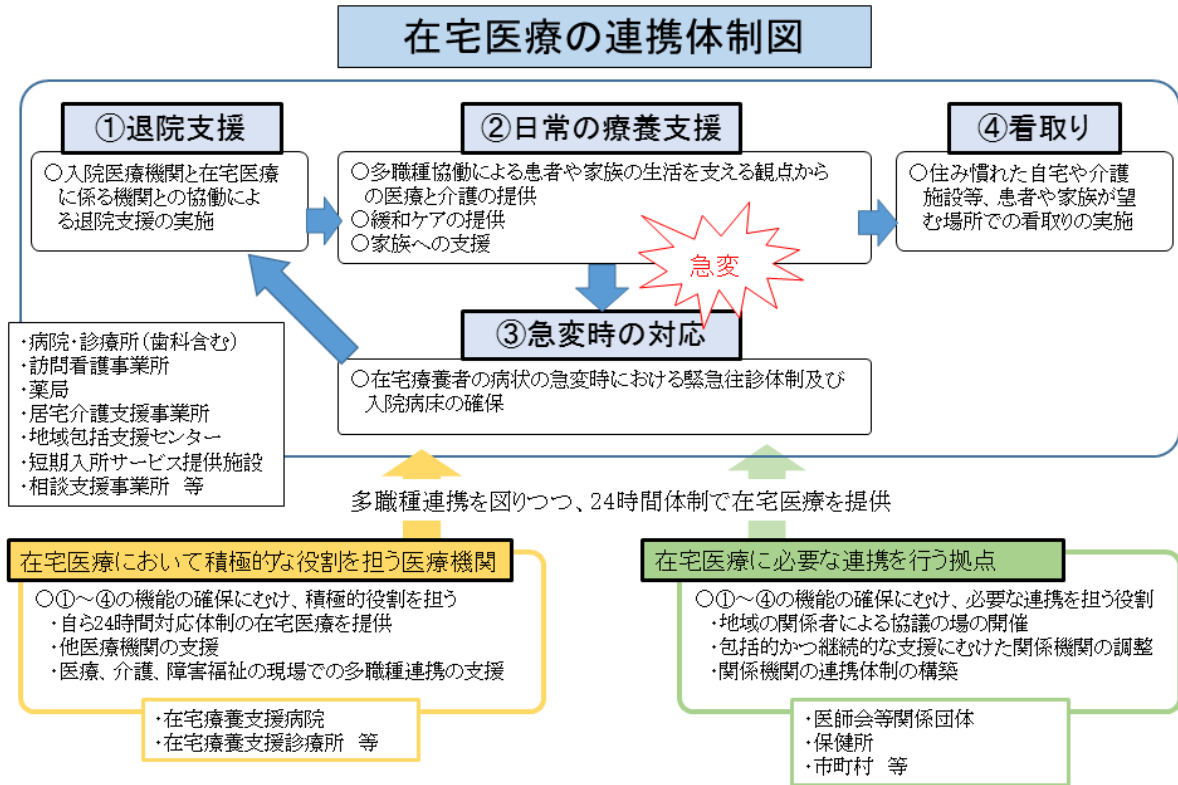 在宅医療の連携体制図
①退院支援
○入院医療機関と在宅医療
に係る機関との協働によ
る退院支援の実施
②日常の療養支援
○多職種協働による患者や家族の生活を支える観点から
の医療と介護の提供
○緩和ケアの提供
○家族への支援
急変
④看取り
○住み慣れた自宅や介護
施設等、患者や家族が望
む場所での看取りの実施
③急変時の対応
○在宅療養者の病状の急変時における緊急往診体制及び
入院病床の確保
・病院・診療所(歯科含む)
・訪問看護事業所
・薬局
・居宅介護支援事業所
・地域包括支援センター
・短期入所サービス提供施設
・相談支援事業所 等
多職種連携を図りつつ、24時間体制で在宅医療を提供
在宅医療において積極的な役割を担う医療機関
○①～④の機能の確保にむけ、積極的役割を担う
・自ら24時間対応体制の在宅医療を提供
・他医療機関の支援
・医療、介護、障害福祉の現場での多職種連携の支援
・在宅療養支援病院
・在宅療養支援診療所 等
在宅医療に必要な連携を行う拠点
○①～④の機能の確保にむけ、必要な連携を担う役割
・地域の関係者による協議の場の開催
・包括的かつ継続的な支援にむけた関係機関の調整
・関係機関の連携体制の構築
・医師会等関係団体
・保健所
・市町村 等